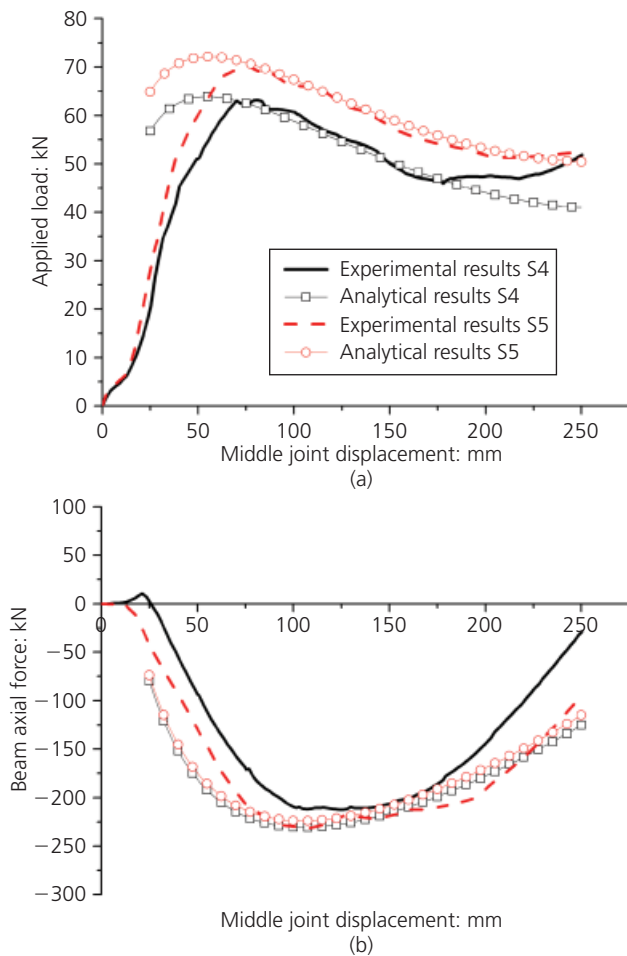 80
70
60
50
40
30
20
10
0
Applied load: kN
Experimental results S4
Analytical results S4
Experimental results S5
Analytical results S5
0 50 100 150 200 250
Middle joint displacement: mm
(a)
100
50
0
−50
−100
−150
−200
−250
−300
Beam axial force: kN
0 50 100 150 200 250
Middle joint displacement: mm
(b)